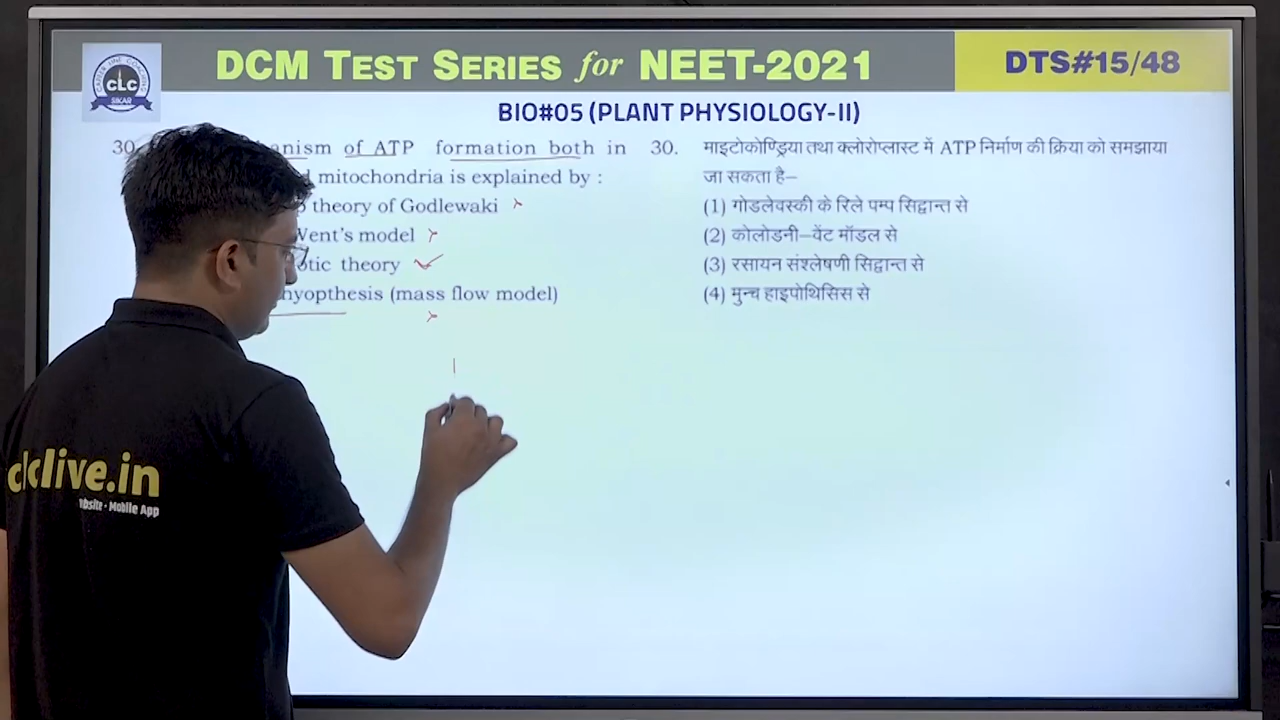 DCM TEST SERIES for NEET-2021
DTS#15/48
CLC
SIKAR
BIO#05 (PLANT PHYSIOLOGY-II)
30.
of ATP formation both in
mitochondria is explained by :
theory of Godlewaki
Went's model
theory
hyopthesis (mass flow model)
30. माइटोकोण्ड्रिया तथा क्लोरोप्लास्ट में ATP निर्माण की क्रिया को समझाया
जा सकता है–
(1) गोडलेवस्की के रिले पम्प सिद्वान्त से
(2) कोलोडनी–वेंट मॉडल से
(3) रसायन संश्लेषणी सिद्वान्त से
(4) मुन्च हाइपोथिसिस से
clclive.in
Mobile App